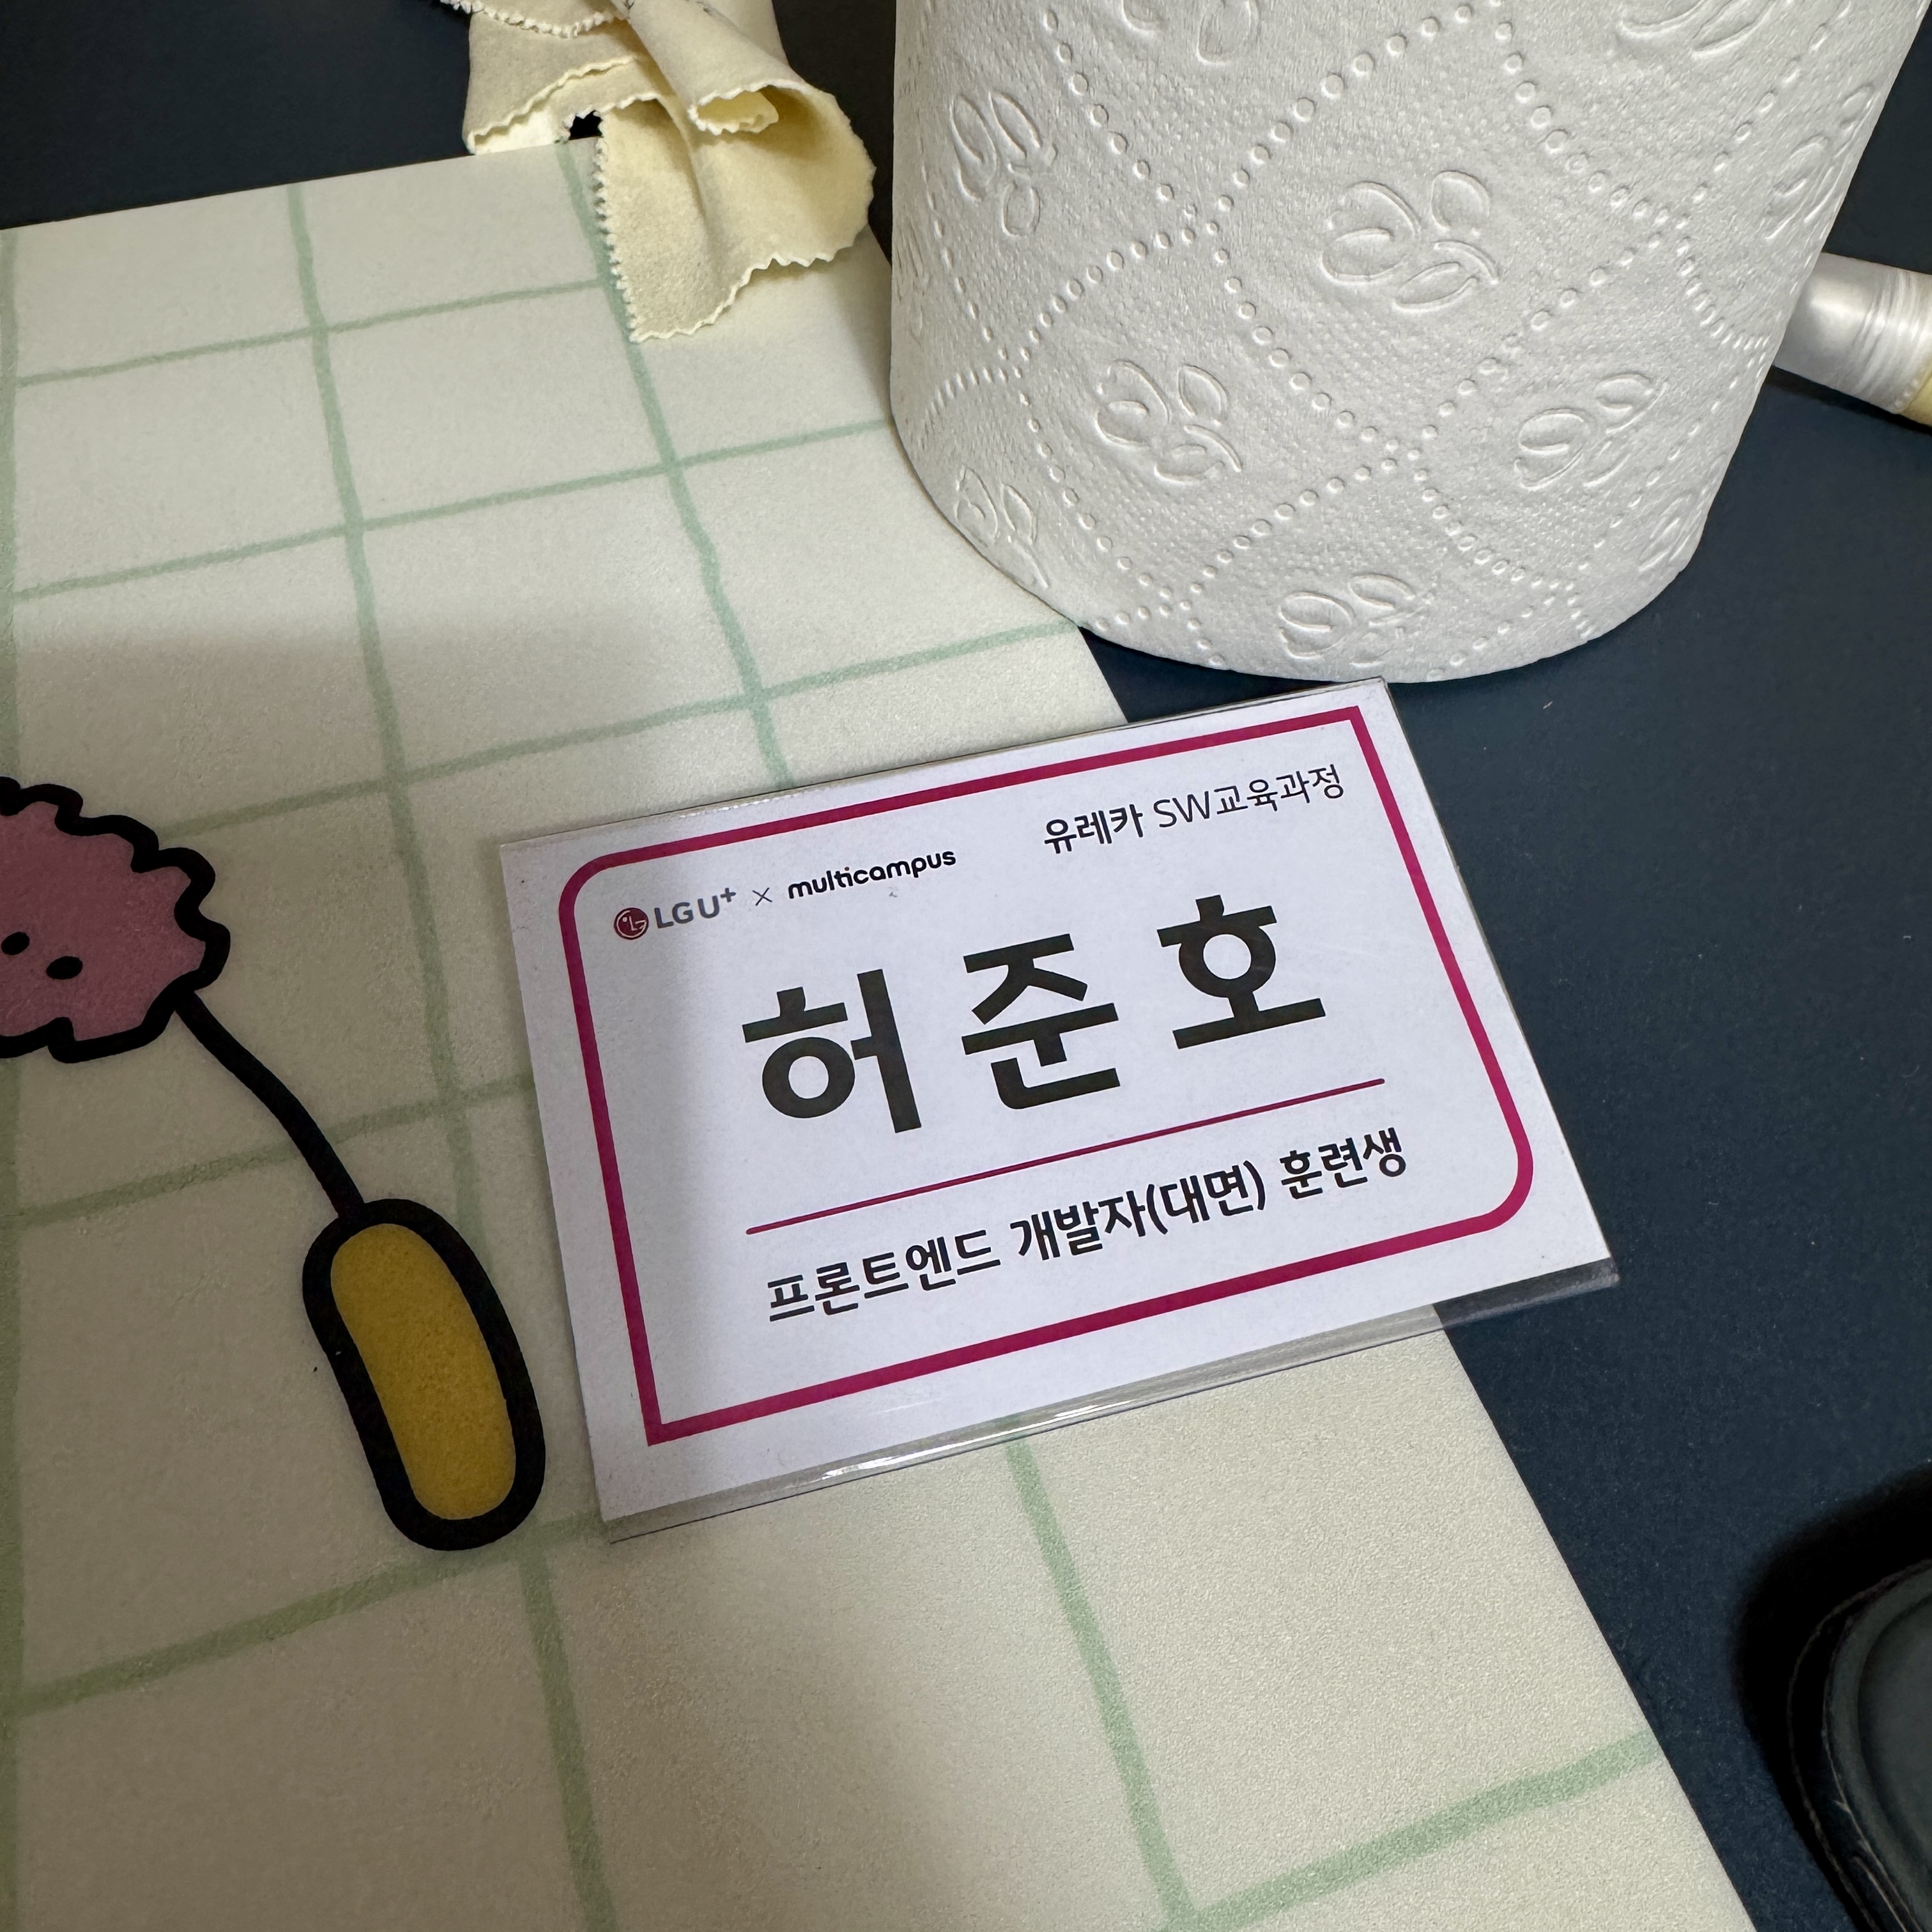 LG U+ × multicampus
유레카 SW교육과정
허준호
프론트엔드 개발자(대면) 훈련생